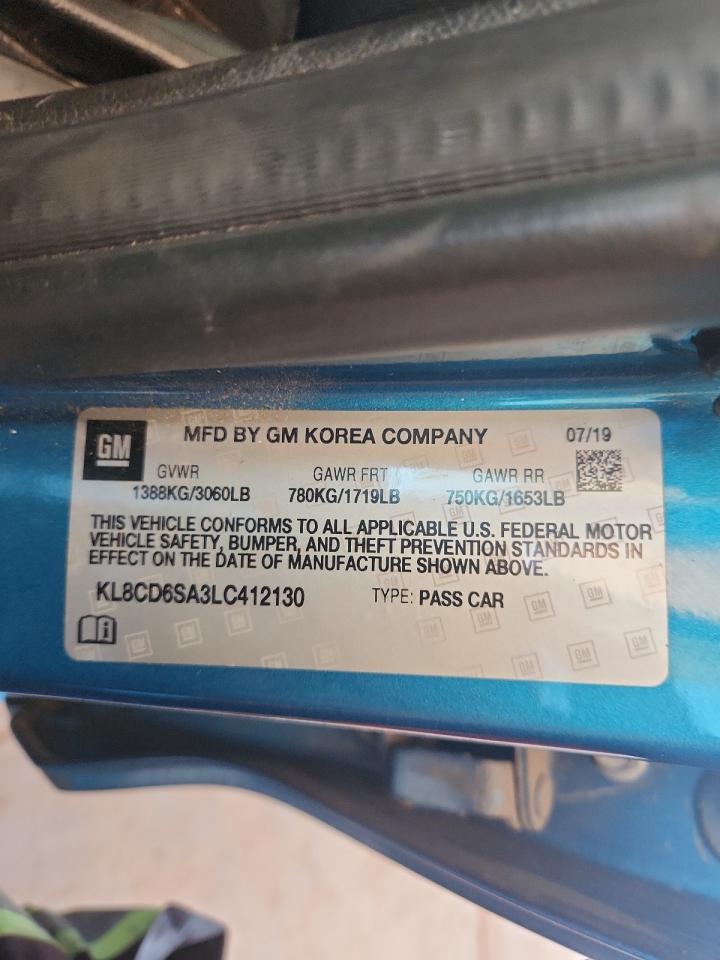 GM
MFD BY GM KOREA COMPANY 07/19
GVWR GAWR FRT GAWR RR
1388KG/3060LB 780KG/1719LB 750KG/1653LB
THIS VEHICLE CONFORMS TO ALL APPLICABLE U.S. FEDERAL MOTOR
VEHICLE SAFETY, BUMPER, AND THEFT PREVENTION STANDARDS IN
EFFECT ON THE DATE OF MANUFACTURE SHOWN ABOVE.
KL8CD6SA3LC412130 TYPE: PASS CAR